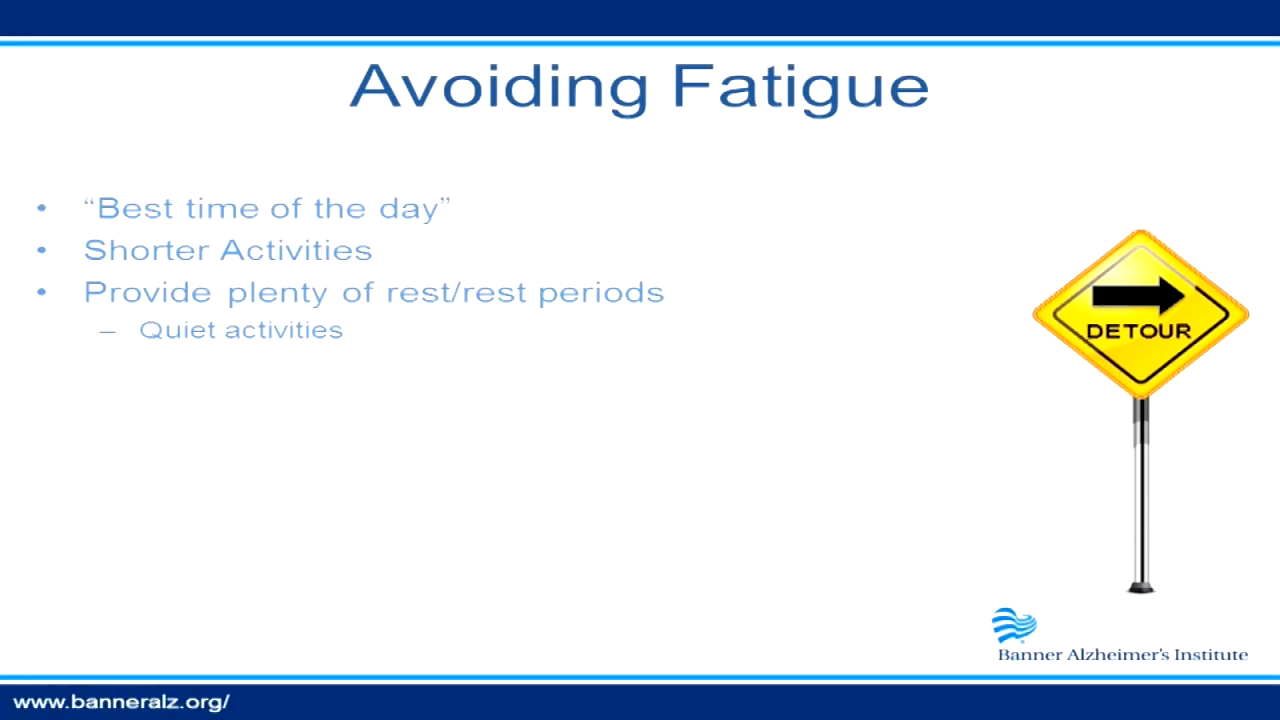 Avoiding Fatigue
• “Best time of the day”
• Shorter Activities
• Provide plenty of rest/rest periods
– Quiet activities
DETOUR
Banner Alzheimer's Institute
www.banneralz.org/